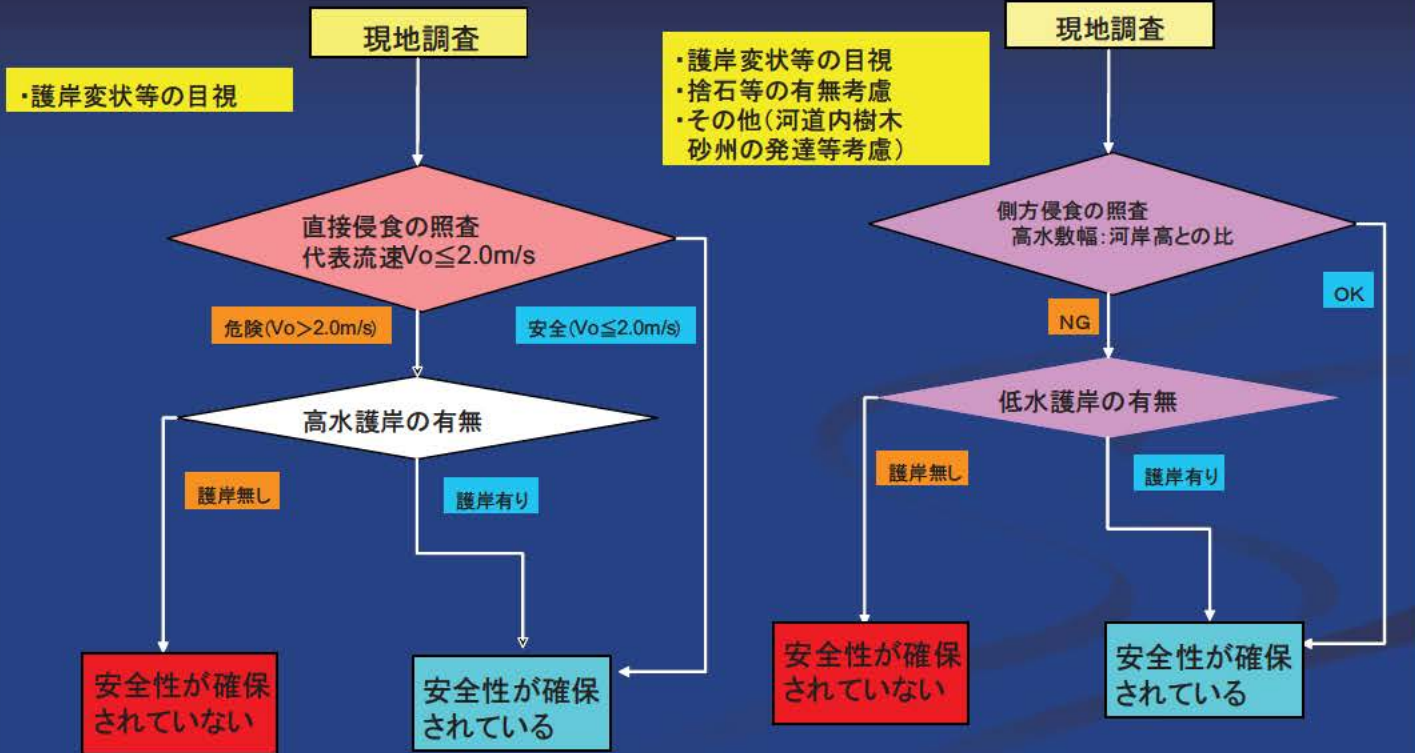 現地調査
・護岸変状等の目視
直接侵食の照査
代表流速Vo≦2.0m/s
危険(Vo>2.0m/s)
安全(Vo≦2.0m/s)
高水護岸の有無
護岸無し
護岸有り
安全性が確保
されていない
安全性が確保
されている
現地調査
・護岸変状等の目視
・捨石等の有無考慮
・その他(河道内樹木
砂州の発達等考慮)
側方侵食の照査
高水敷幅:河岸高との比
NG
OK
低水護岸の有無
護岸無し
護岸有り
安全性が確保
されていない
安全性が確保
されている